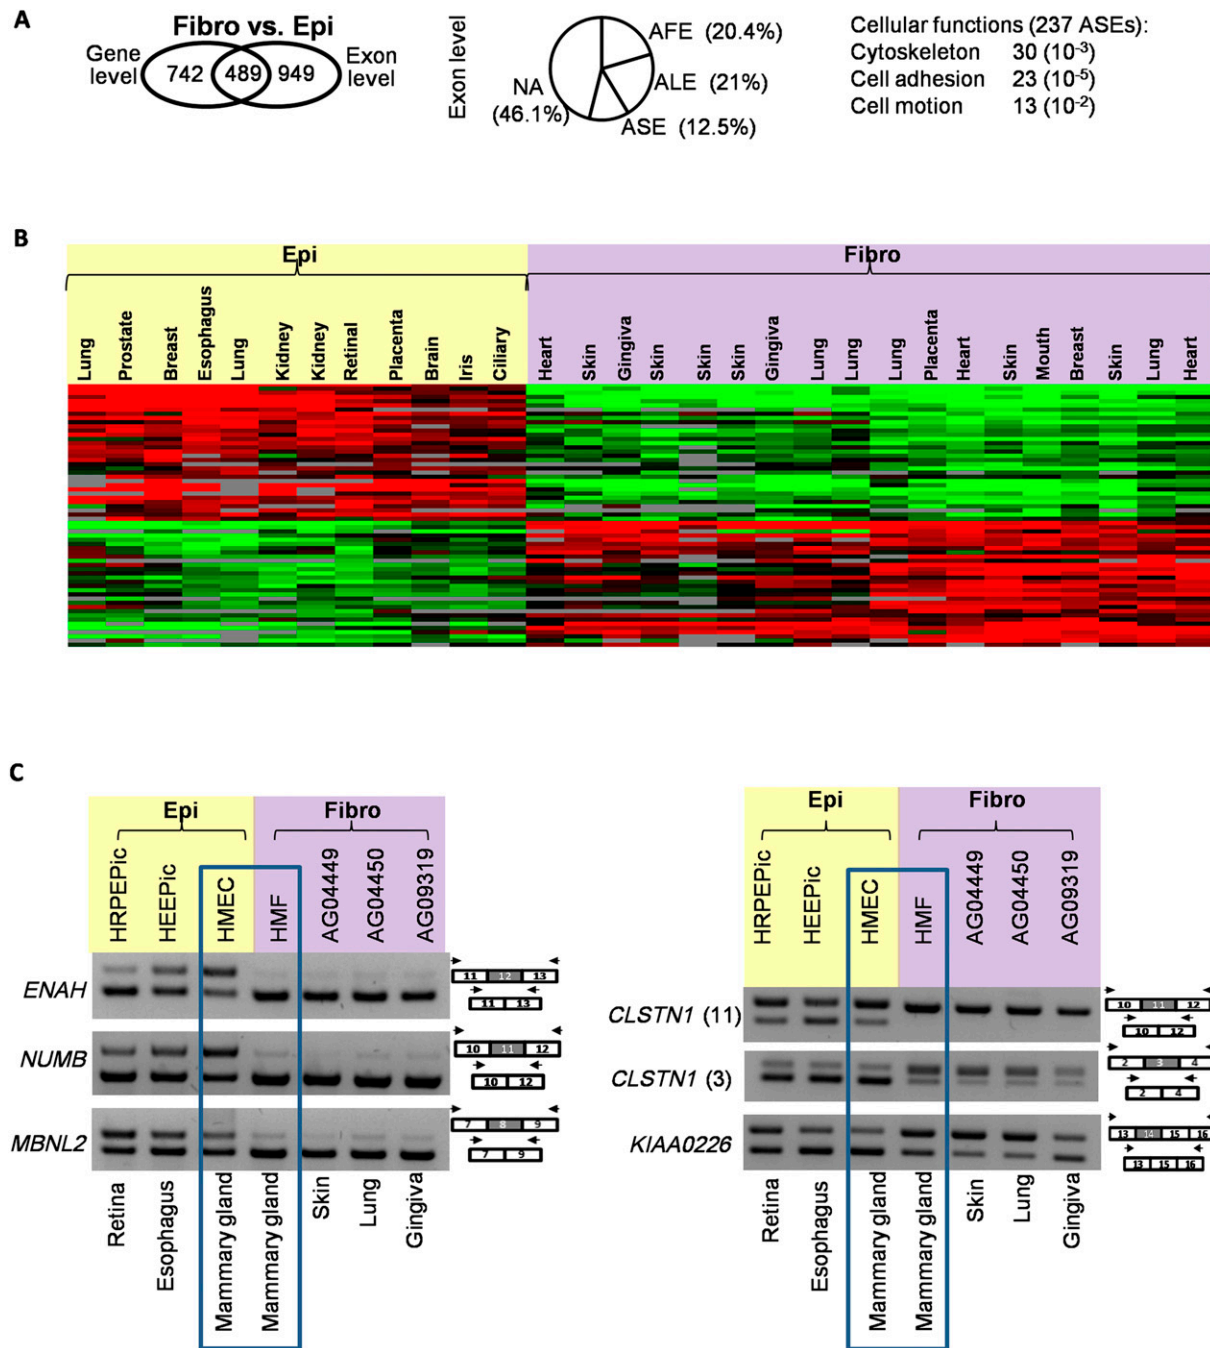 A
Fibro vs. Epi
Gene level
742
489
949
Exon level
Exon level
AFE (20.4%)
ALE (21%)
ASE (12.5%)
NA (46.1%)
Cellular functions (237 ASEs):
Cytoskeleton 30 (10⁻³)
Cell adhesion 23 (10⁻⁵)
Cell motion 13 (10⁻²)
B
Epi
Fibro
Lung
Prostate
Breast
Esophagus
Lung
Kidney
Kidney
Retinal
Placenta
Brain
Iris
Ciliary
Heart
Skin
Gingiva
Skin
Skin
Skin
Gingiva
Lung
Lung
Lung
Placenta
Heart
Skin
Mouth
Breast
Skin
Lung
Heart
C
Epi
Fibro
HRPEPic
HEEPic
HMEC
HMF
AG04449
AG04450
AG09319
ENAH
11 12 13
11 13
NUMB
10 11 12
10 12
MBNL2
7 8 9
7 9
Retina
Esophagus
Mammary gland
Mammary gland
Skin
Lung
Gingiva
Epi
Fibro
HRPEPic
HEEPic
HMEC
HMF
AG04449
AG04450
AG09319
CLSTN1 (11)
10 11 12
10 12
CLSTN1 (3)
2 3 4
2 4
KIAA0226
13 14 15 16
13 15 16
Retina
Esophagus
Mammary gland
Mammary gland
Skin
Lung
Gingiva